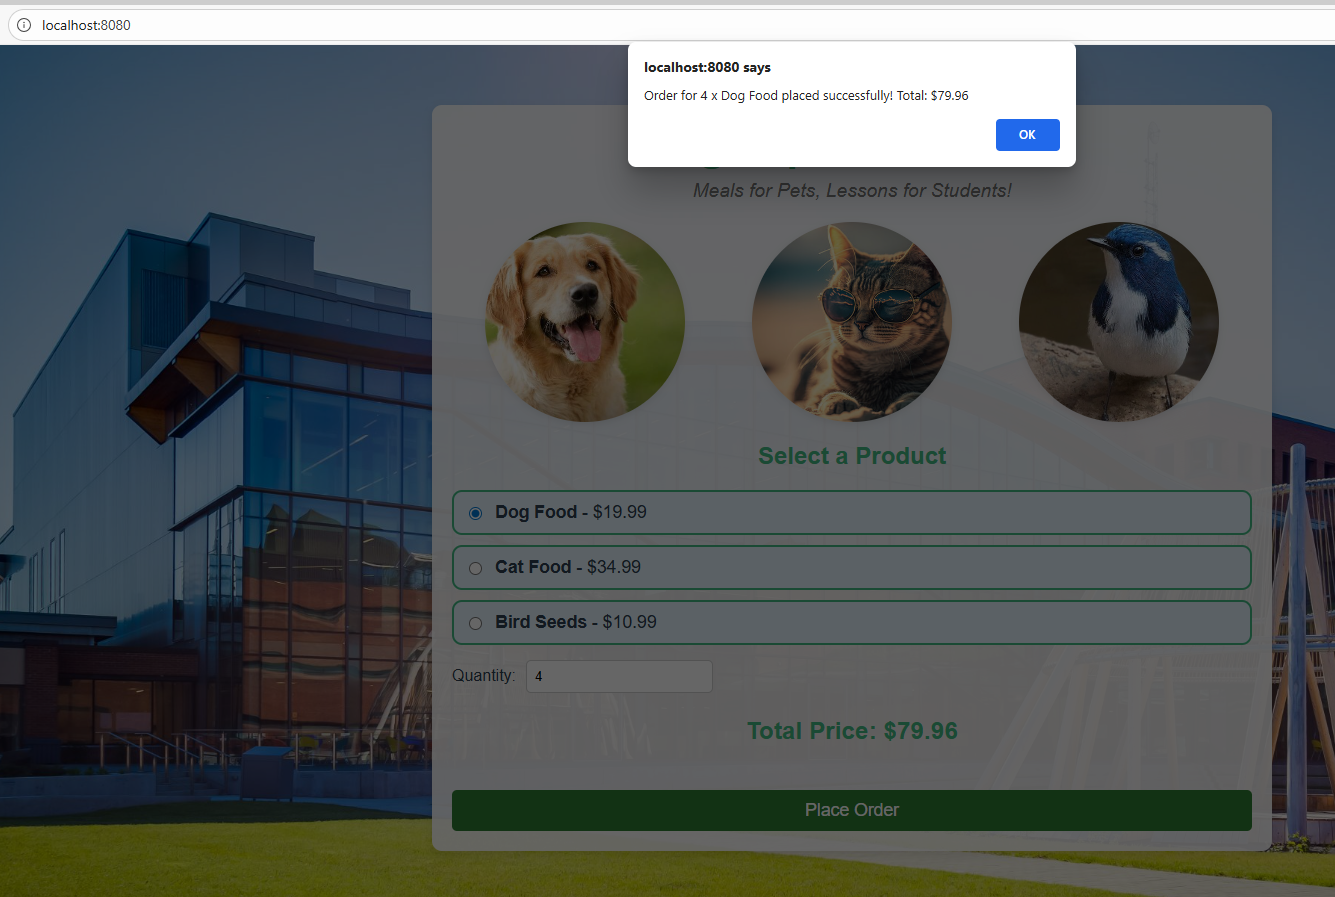 localhost:8080
localhost:8080 says
Order for 4 x Dog Food placed successfully! Total: $79.96
OK
Meals for Pets, Lessons for Students!
Select a Product
Dog Food - $19.99
Cat Food - $34.99
Bird Seeds - $10.99
Quantity: 4
Total Price: $79.96
Place Order